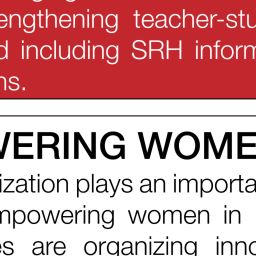 engthening teacher-stu
d including SRH inform
ns.
WERING WOME
ization plays an importa
mpowering women in
es are organizing inno